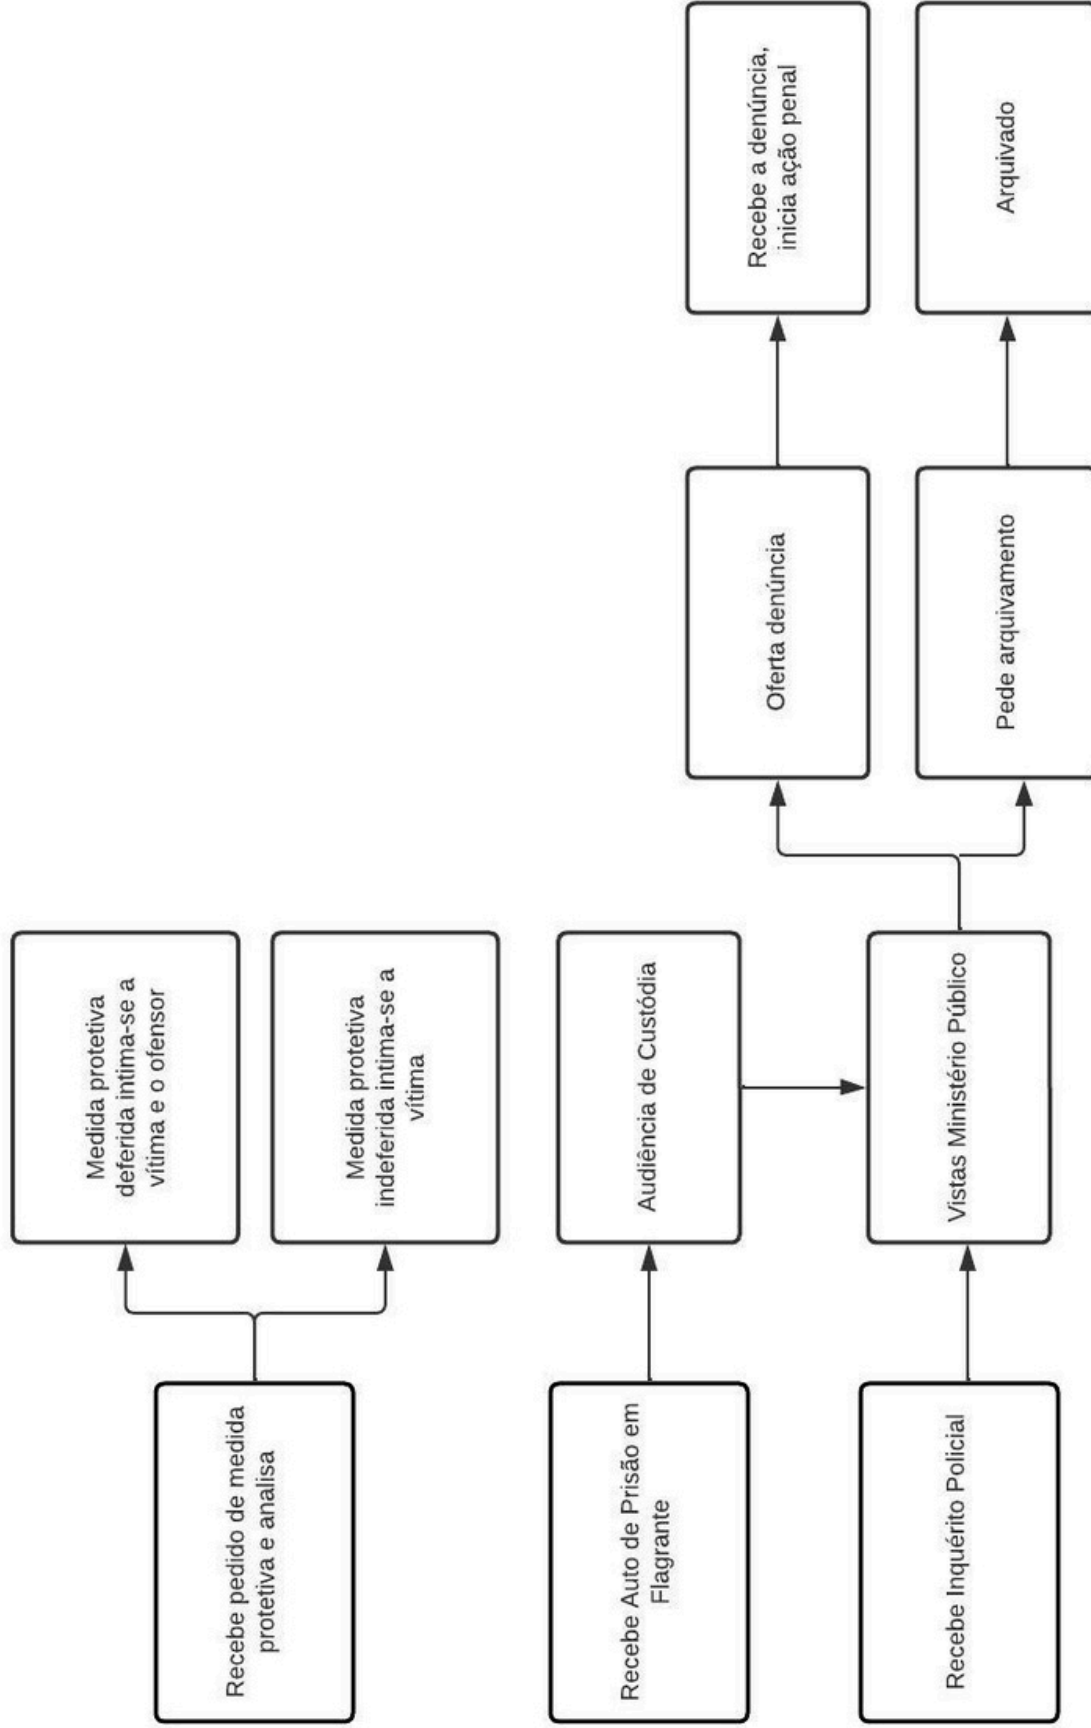 Recebe pedido de medida
protetiva e analisa
Medida protetiva
deferida intima-se a
vítima e o ofensor
Medida protetiva
indeferida intima-se a
vítima
Recebe Auto de Prisão em
Flagrante
Audiência de Custódia
Recebe Inquérito Policial
Vistas Ministério Público
Oferta denúncia
Recebe a denúncia,
inicia ação penal
Pede arquivamento
Arquivado